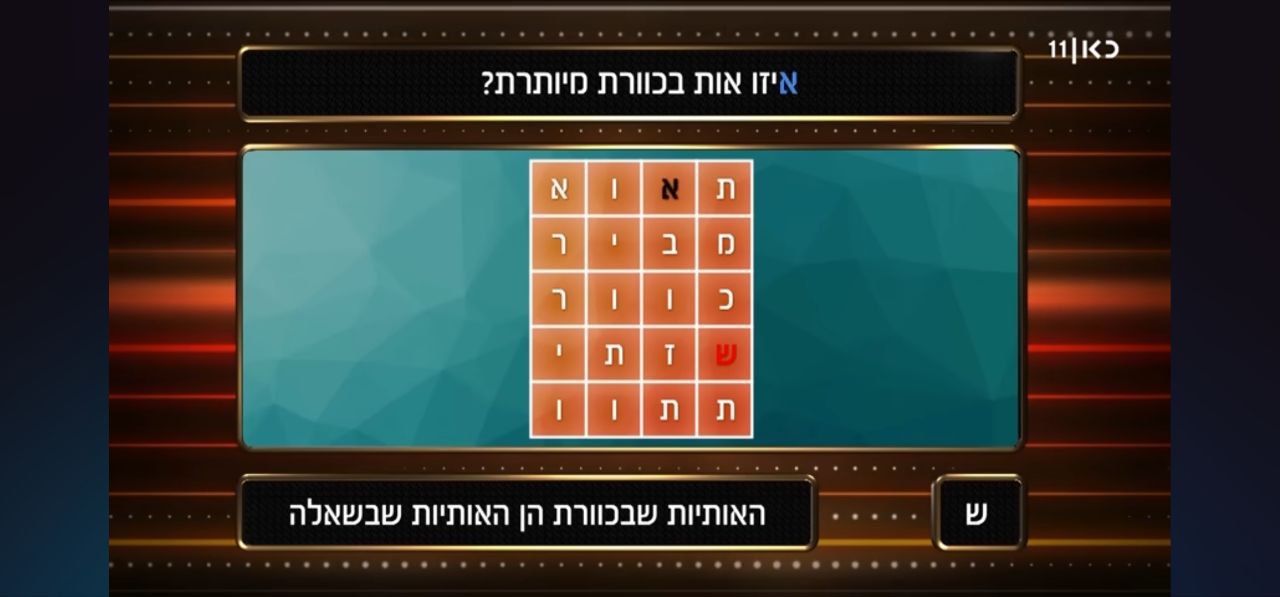 כאן 11
איזו אות בכוורת מיותרת?
ת א ו א
מ ב י ר
כ ו ו ר
ש ז ת י
ת ת ו ו
ש
האותיות שבכוורת הן האותיות שבשאלה